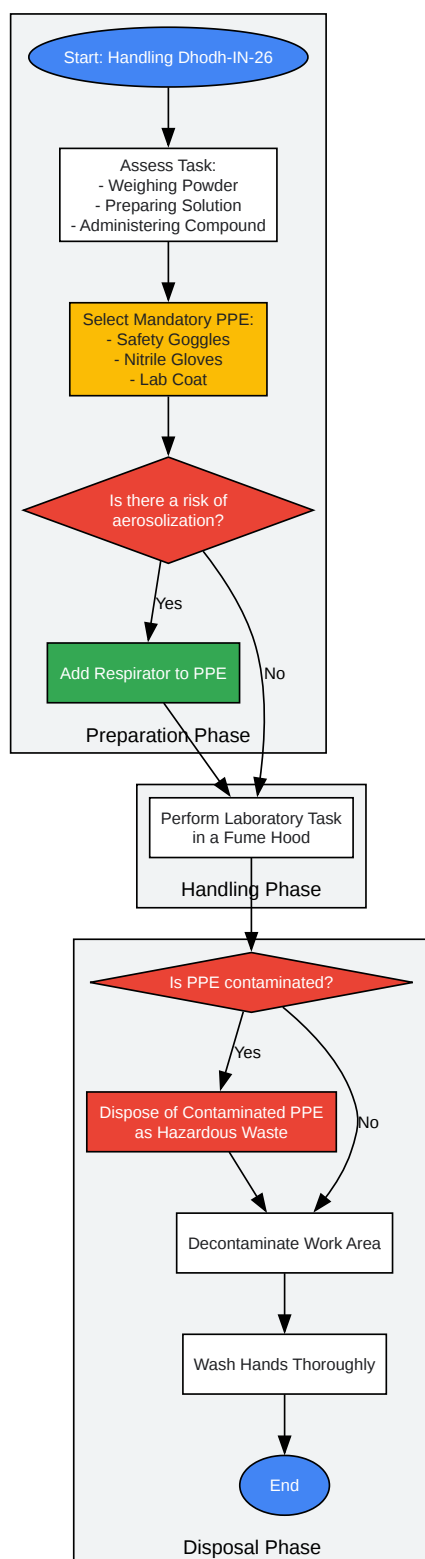 Start: Handling Dhodh-IN-26
Assess Task:
- Weighing Powder
- Preparing Solution
- Administering Compound
Select Mandatory PPE:
- Safety Goggles
- Nitrile Gloves
- Lab Coat
Is there a risk of
aerosolization?
Yes
No
Add Respirator to PPE
Preparation Phase
Perform Laboratory Task
in a Fume Hood
Handling Phase
Is PPE contaminated?
Yes
No
Dispose of Contaminated PPE
as Hazardous Waste
Decontaminate Work Area
Wash Hands Thoroughly
End
Disposal Phase